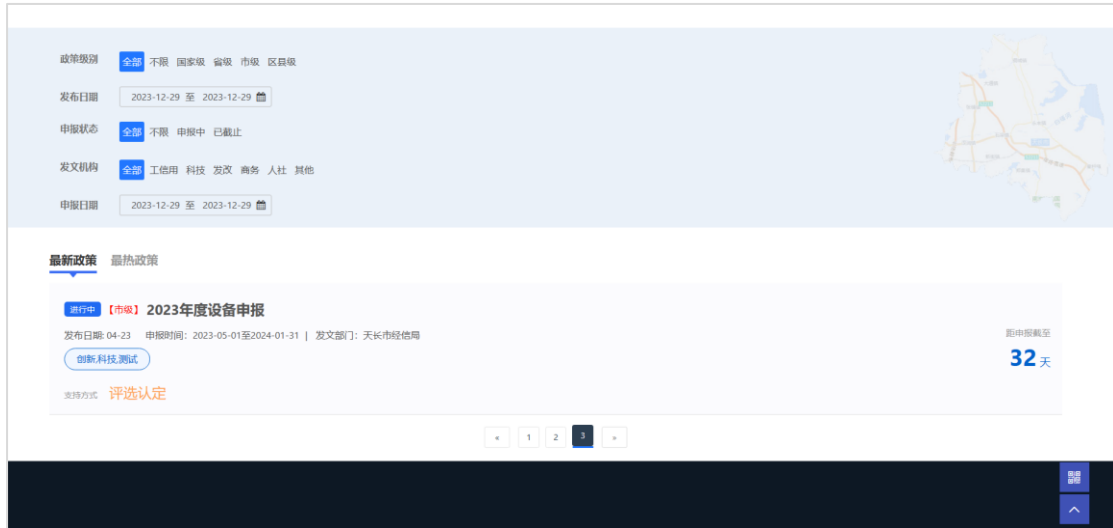 政策级别 全部 不限 国家级 省级 市级 区县级
发布日期 2023-12-29 至 2023-12-29
申报状态 全部 不限 申报中 已截止
发文机构 全部 工信用 科技 发改 商务 人社 其他
申报日期 2023-12-29 至 2023-12-29
最新政策 最热政策
进行中 【市级】 2023年度设备申报
发布日期: 04-23 申报时间：2023-05-01至2024-01-31 | 发文部门：天长市经信局
距申报截至
创新,科技,测试
32 天
支持方式 评选认定
« 1 2 3 »